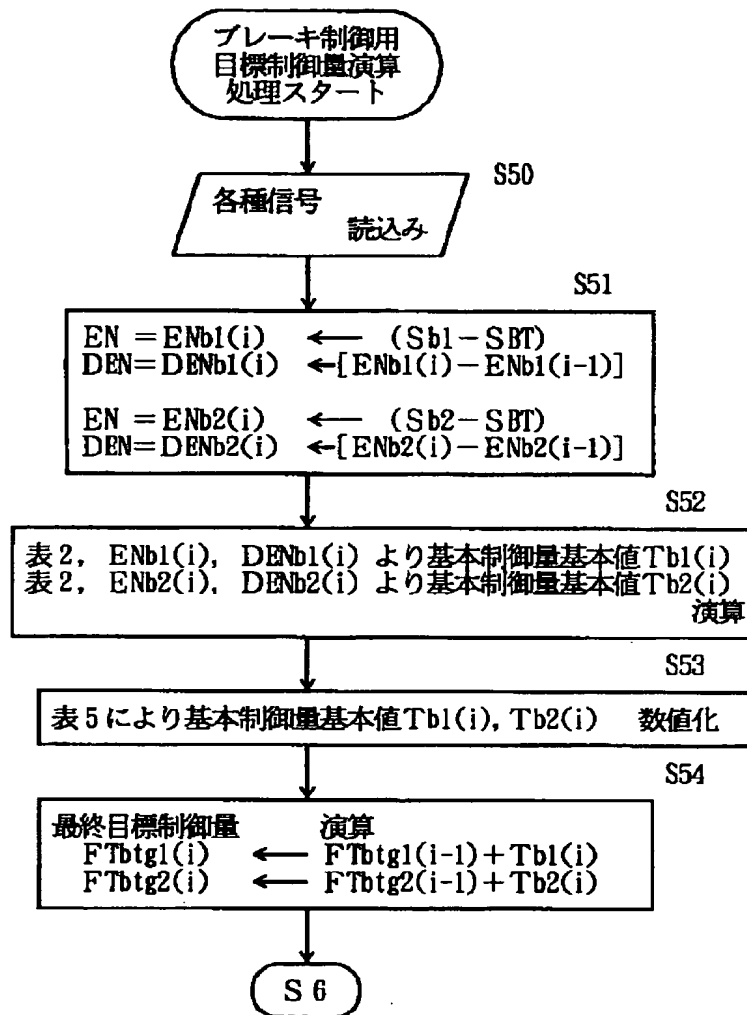 ブレーキ制御用
目標制御量演算
処理スタート
S50
各種信号
読込み
S51
EN =ENb1(i) ← (Sb1-SBT)
DEN=DENb1(i) ←[ENb1(i)-ENb1(i-1)]
EN =ENb2(i) ← (Sb2-SBT)
DEN=DENb2(i) ←[ENb2(i)-ENb2(i-1)]
S52
表2, ENb1(i), DENb1(i) より基本制御量基本値Tb1(i)
表2, ENb2(i), DENb2(i) より基本制御量基本値Tb2(i)
演算
S53
表5により基本制御量基本値Tb1(i), Tb2(i) 数値化
S54
最終目標制御量 演算
FTbtg1(i) ← FTbtg1(i-1)+Tb1(i)
FTbtg2(i) ← FTbtg2(i-1)+Tb2(i)
S6